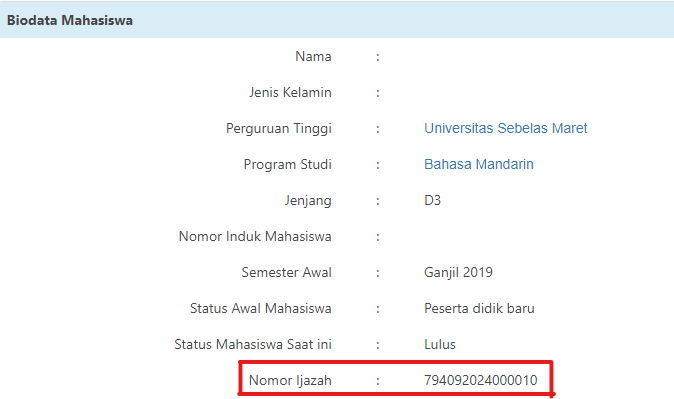 Biodata Mahasiswa
Nama :
Jenis Kelamin :
Perguruan Tinggi : Universitas Sebelas Maret
Program Studi : Bahasa Mandarin
Jenjang : D3
Nomor Induk Mahasiswa :
Semester Awal : Ganjil 2019
Status Awal Mahasiswa : Peserta didik baru
Status Mahasiswa Saat ini : Lulus
Nomor Ijazah : 794092024000010